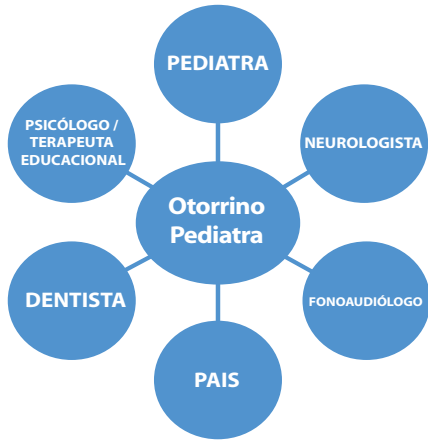 PEDIATRA
PSICÓLOGO /
TERAPEUTA
EDUCACIONAL
NEUROLOGISTA
Otorrino
Pediatra
DENTISTA
FONOAUDIÓLOGO
PAIS